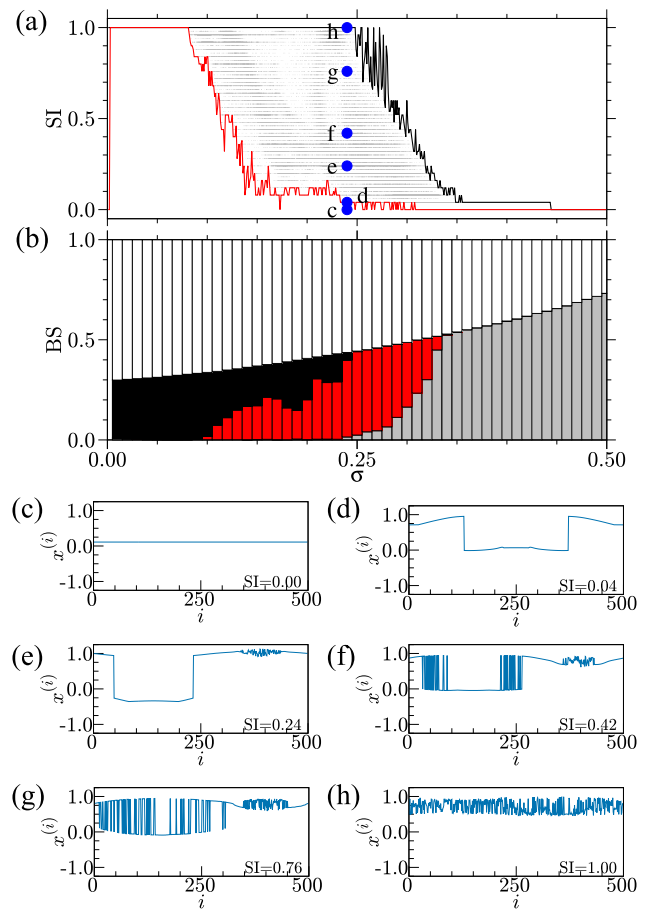 (a)
1.0
h
g
SI
0.5
f
e
d
0.0
c
(b)
1.0
BS
0.5
0.0
0.00
0.25
0.50
σ
(c)
1.0
0.0
-1.0
x^(i)
SI=0.00
0
250
500
i
(d)
1.0
0.0
-1.0
x^(i)
SI=0.04
0
250
500
i
(e)
1.0
0.0
-1.0
x^(i)
SI=0.24
0
250
500
i
(f)
1.0
0.0
-1.0
x^(i)
SI=0.42
0
250
500
i
(g)
1.0
0.0
-1.0
x^(i)
SI=0.76
0
250
500
i
(h)
1.0
0.0
-1.0
x^(i)
SI=1.00
0
250
500
i